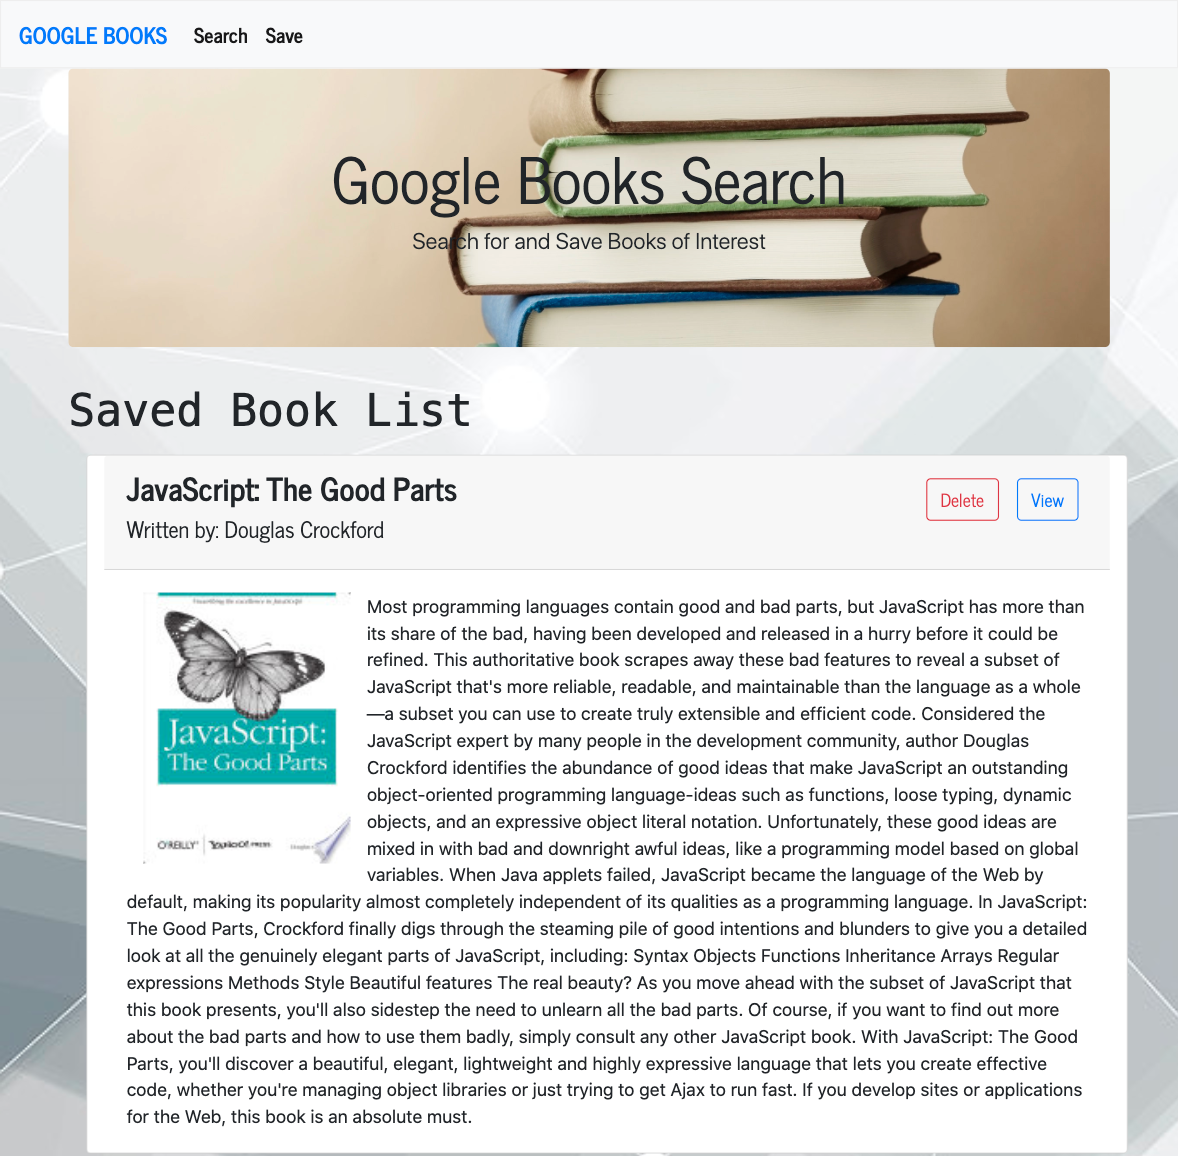 GOOGLE BOOKS Search Save
Google Books Search
Search for and Save Books of Interest
Saved Book List
JavaScript: The Good Parts
Written by: Douglas Crockford
Delete View
JavaScript:
The Good Parts
O'REILLY® YAHOO! PRESS
Most programming languages contain good and bad parts, but JavaScript has more than
its share of the bad, having been developed and released in a hurry before it could be
refined. This authoritative book scrapes away these bad features to reveal a subset of
JavaScript that's more reliable, readable, and maintainable than the language as a whole
—a subset you can use to create truly extensible and efficient code. Considered the
JavaScript expert by many people in the development community, author Douglas
Crockford identifies the abundance of good ideas that make JavaScript an outstanding
object-oriented programming language-ideas such as functions, loose typing, dynamic
objects, and an expressive object literal notation. Unfortunately, these good ideas are
mixed in with bad and downright awful ideas, like a programming model based on global
variables. When Java applets failed, JavaScript became the language of the Web by
default, making its popularity almost completely independent of its qualities as a programming language. In JavaScript:
The Good Parts, Crockford finally digs through the steaming pile of good intentions and blunders to give you a detailed
look at all the genuinely elegant parts of JavaScript, including: Syntax Objects Functions Inheritance Arrays Regular
expressions Methods Style Beautiful features The real beauty? As you move ahead with the subset of JavaScript that
this book presents, you'll also sidestep the need to unlearn all the bad parts. Of course, if you want to find out more
about the bad parts and how to use them badly, simply consult any other JavaScript book. With JavaScript: The Good
Parts, you'll discover a beautiful, elegant, lightweight and highly expressive language that lets you create effective
code, whether you're managing object libraries or just trying to get Ajax to run fast. If you develop sites or applications
for the Web, this book is an absolute must.